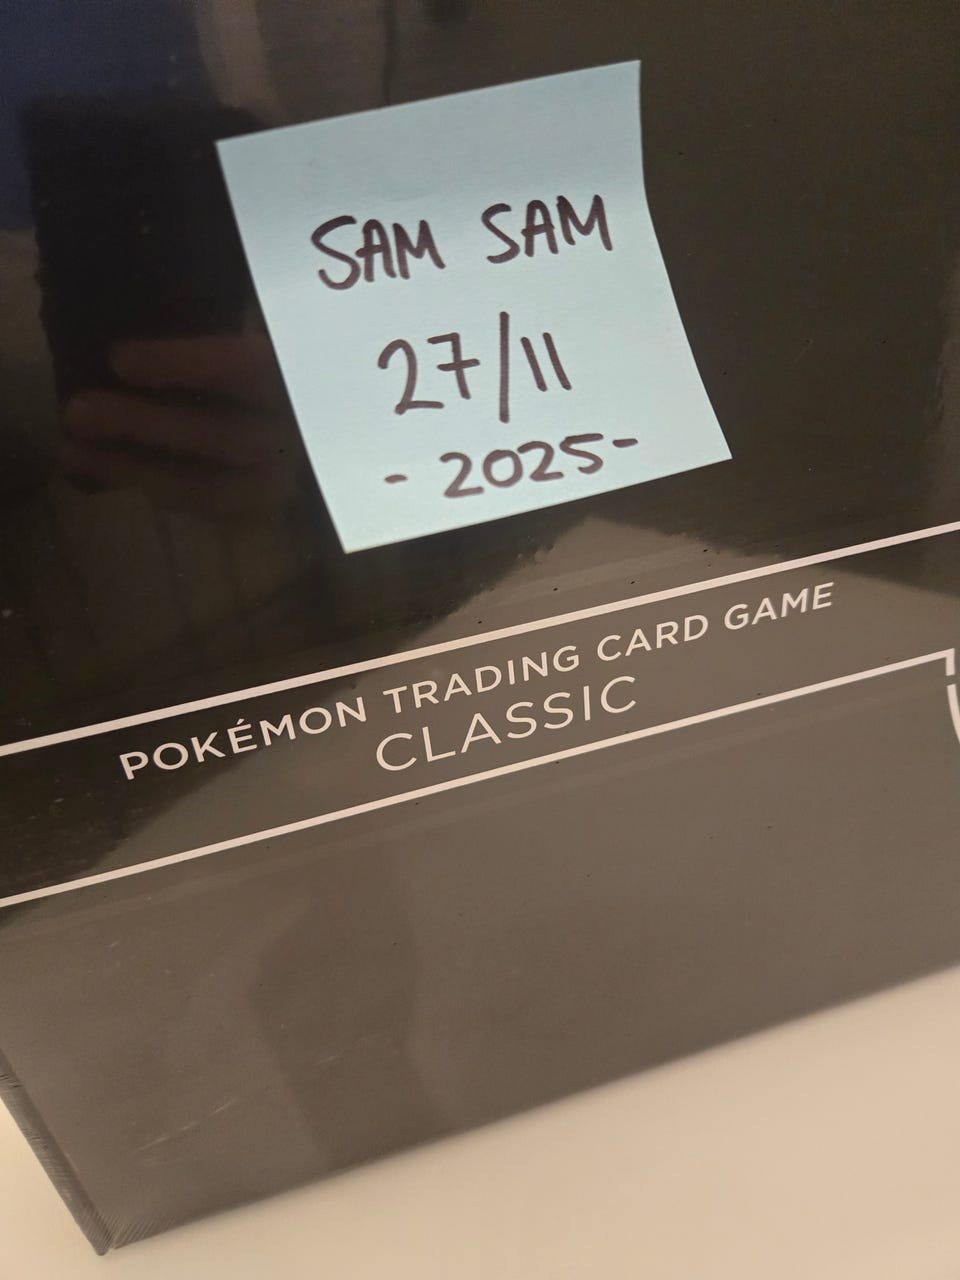 SAM SAM
27/11
- 2025-
POKÉMON TRADING CARD GAME
CLASSIC